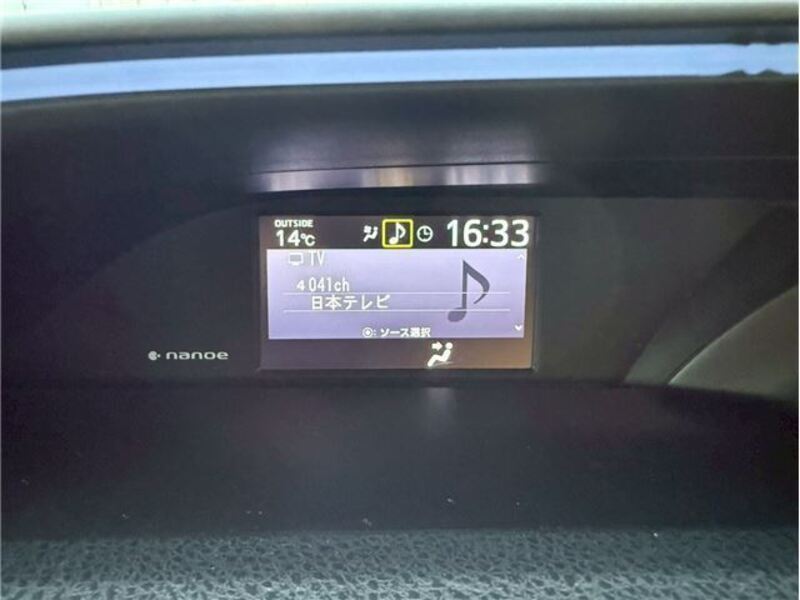 OUTSIDE
14℃ 16:33
TV
4 041ch
日本テレビ
◎: ソース選択
nanoe